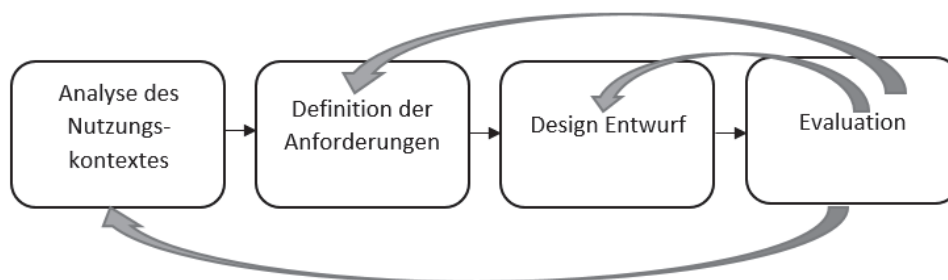 Analyse des
Nutzungs-
kontextes
Definition der
Anforderungen
Design Entwurf
Evaluation